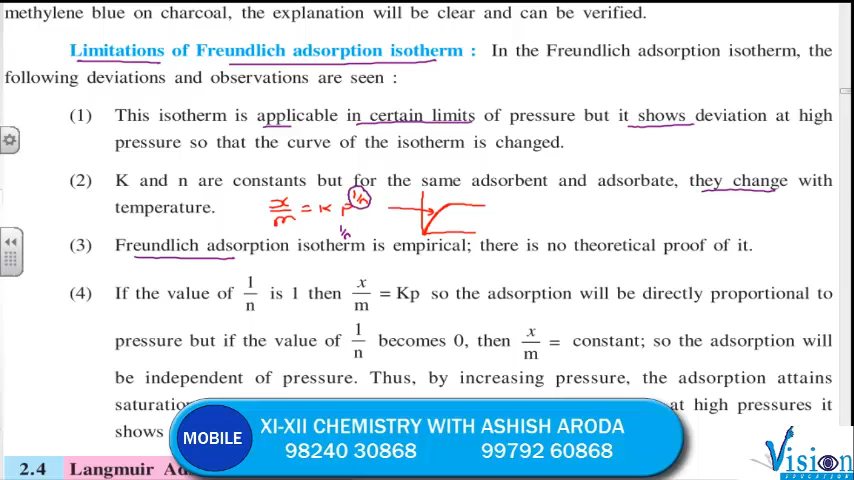 methylene blue on charcoal, the explanation will be clear and can be verified.
Limitations of Freundlich adsorption isotherm : In the Freundlich adsorption isotherm, the
following deviations and observations are seen :
(1) This isotherm is applicable in certain limits of pressure but it shows deviation at high
pressure so that the curve of the isotherm is changed.
(2) K and n are constants but for the same adsorbent and adsorbate, they change with
temperature.
x/m = K P^1/n
1/n
(3) Freundlich adsorption isotherm is empirical; there is no theoretical proof of it.
(4) If the value of 1/n is 1 then x/m = Kp so the adsorption will be directly proportional to
pressure but if the value of 1/n becomes 0, then x/m = constant; so the adsorption will
be independent of pressure. Thus, by increasing pressure, the adsorption attains
at high pressures it
shows
2.4 Langmuir
MOBILE
XI-XII CHEMISTRY WITH ASHISH ARODA
98240 30868 99792 60868
Vision
EDUCATION